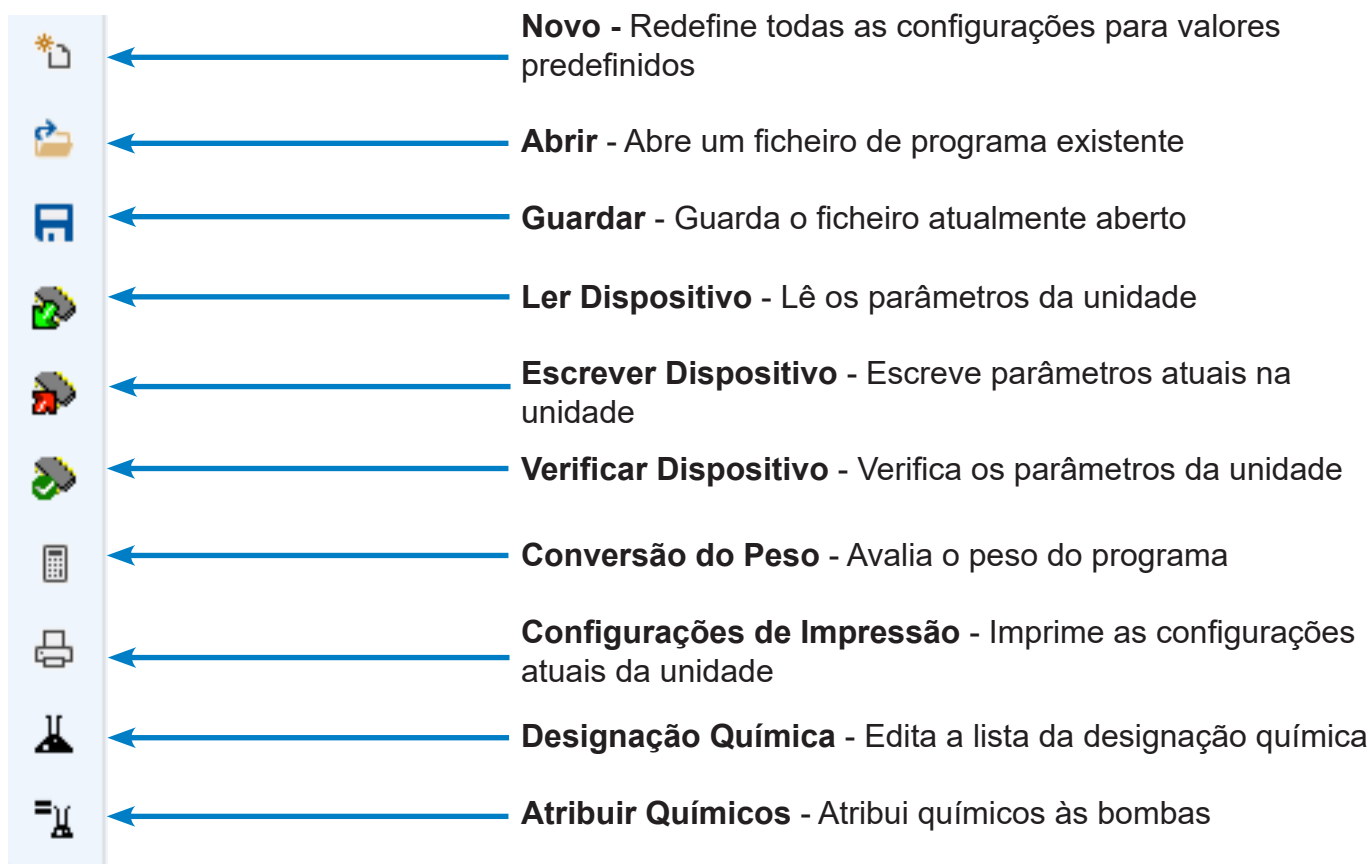 Novo - Redefine todas as configurações para valores
predefinidos
Abrir - Abre um ficheiro de programa existente
Guardar - Guarda o ficheiro atualmente aberto
Ler Dispositivo - Lê os parâmetros da unidade
Escrever Dispositivo - Escreve parâmetros atuais na
unidade
Verificar Dispositivo - Verifica os parâmetros da unidade
Conversão do Peso - Avalia o peso do programa
Configurações de Impressão - Imprime as configurações
atuais da unidade
Designação Química - Edita a lista da designação química
Atribuir Químicos - Atribui químicos às bombas